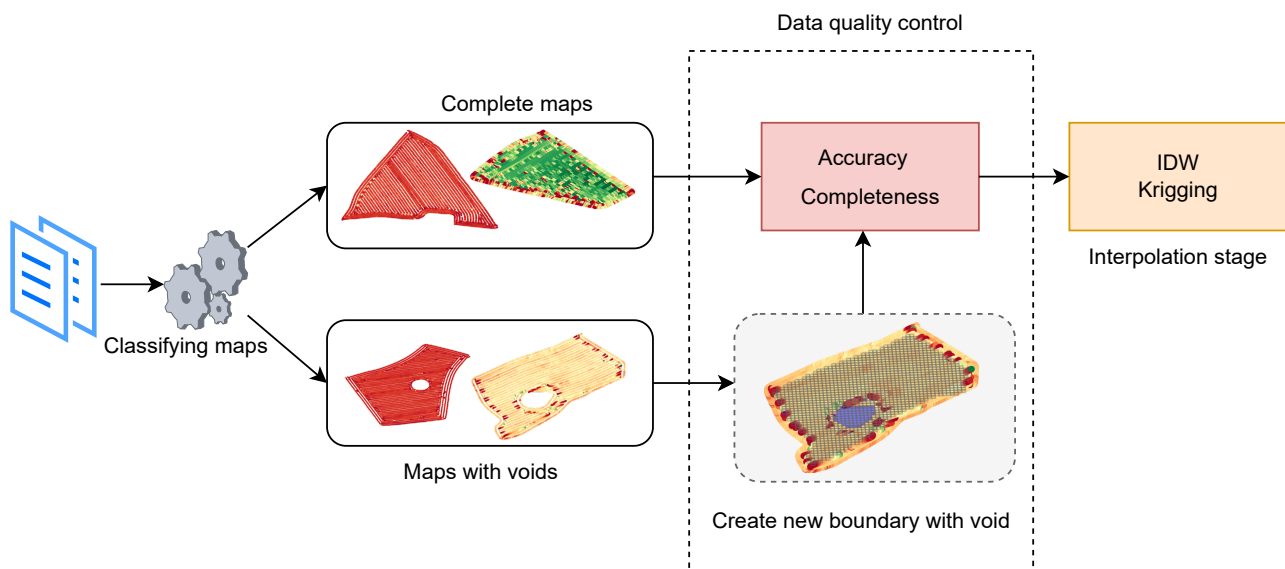 Data quality control
Complete maps
Accuracy
Completeness
IDW
Krigging
Interpolation stage
Classifying maps
Maps with voids
Create new boundary with void